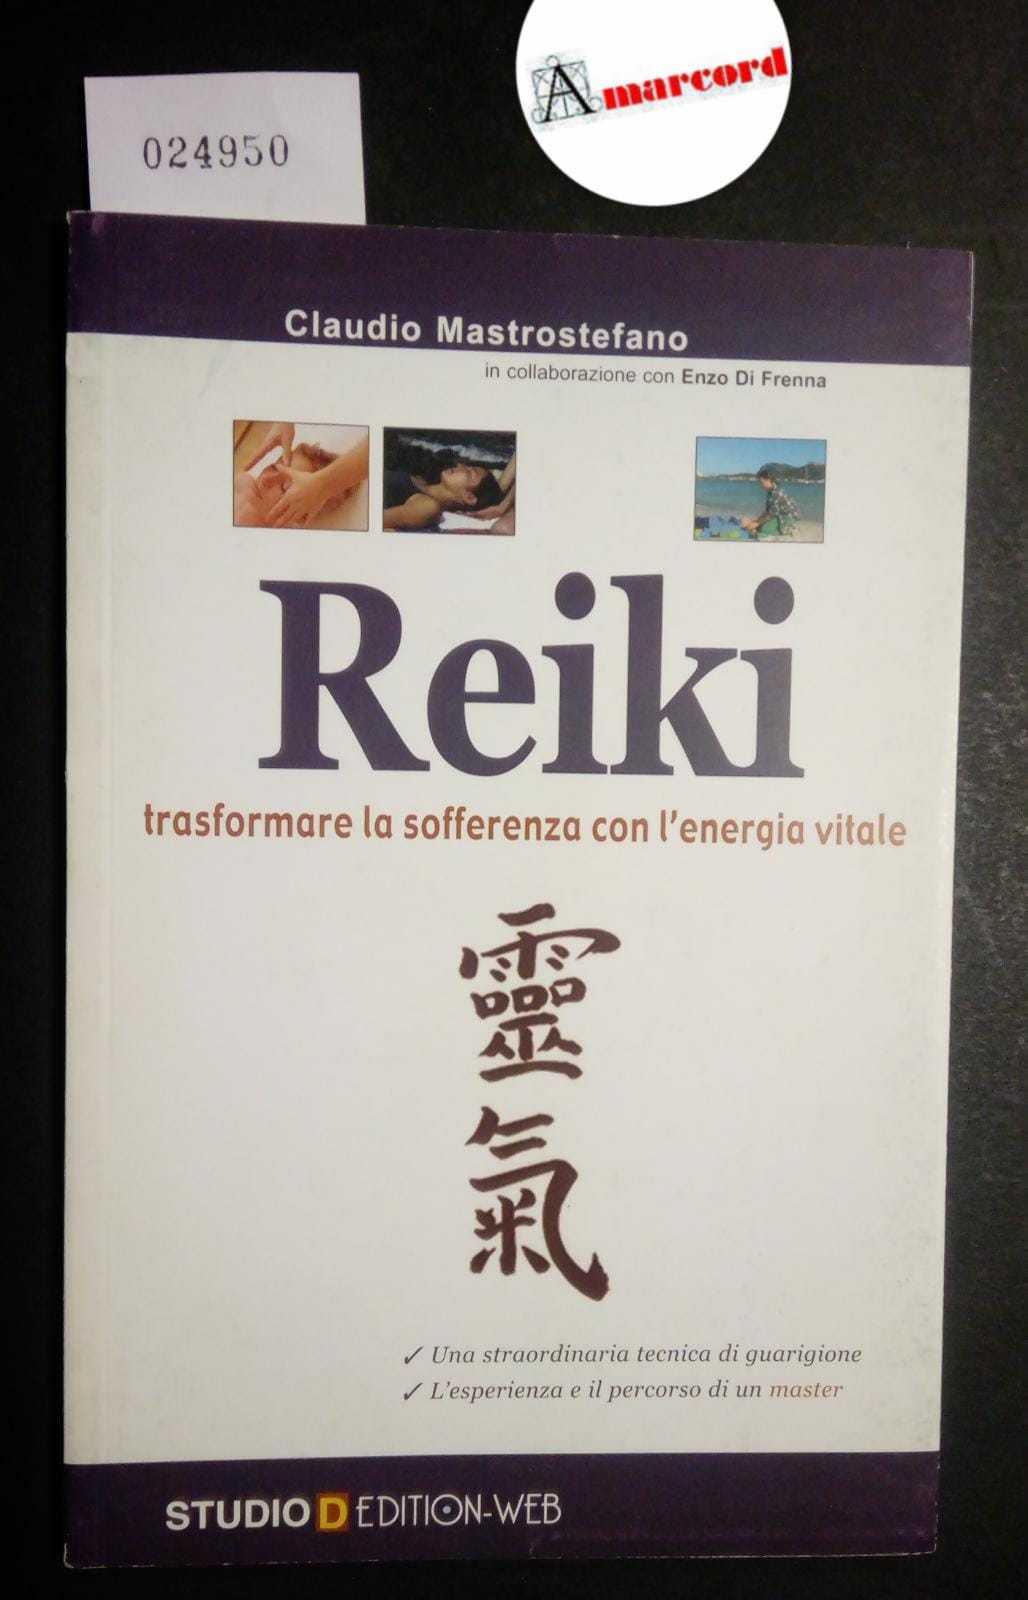 Amarcord
024950
Claudio Mastrostefano
in collaborazione con Enzo Di Frenna
Reiki
trasformare la sofferenza con l'energia vitale
靈
氣
✓ Una straordinaria tecnica di guarigione
✓ L'esperienza e il percorso di un master
STUDIO D EDITION-WEB